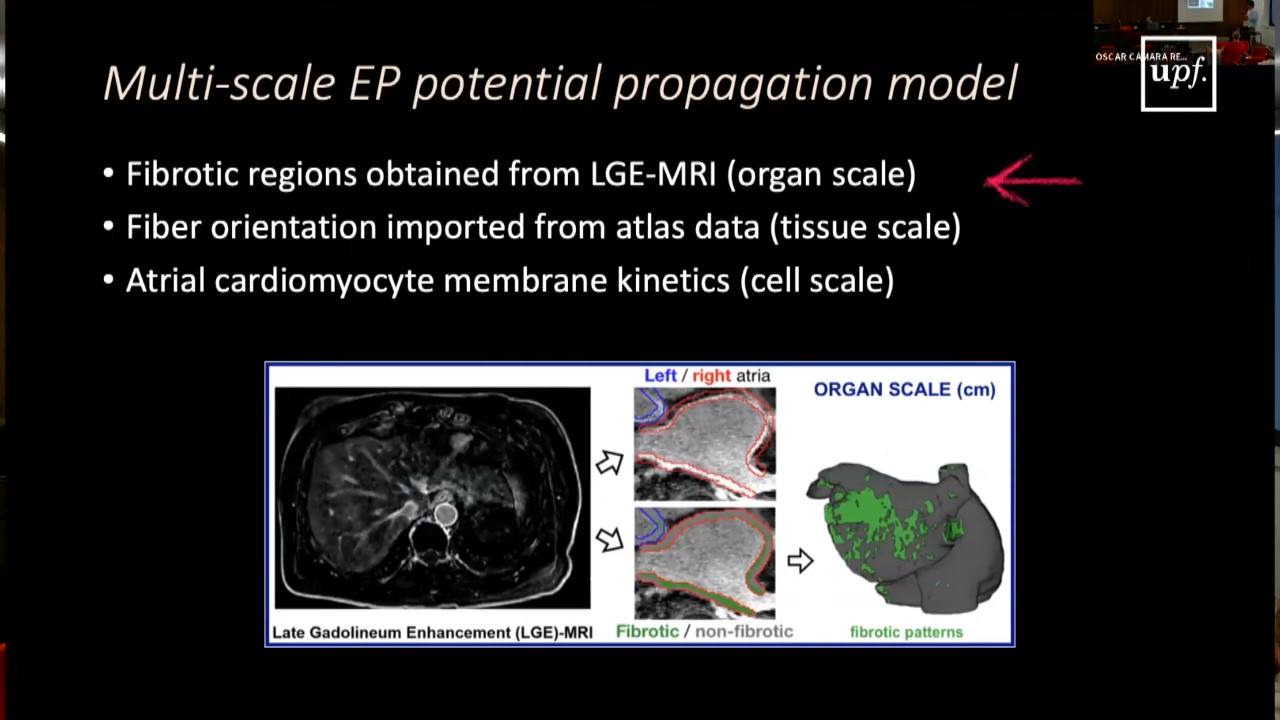 ÓSCAR CÁMARA RE...
upf.
Multi-scale EP potential propagation model
• Fibrotic regions obtained from LGE-MRI (organ scale)
• Fiber orientation imported from atlas data (tissue scale)
• Atrial cardiomyocyte membrane kinetics (cell scale)
Left / right atria
ORGAN SCALE (cm)
Late Gadolineum Enhancement (LGE)-MRI
Fibrotic / non-fibrotic
fibrotic patterns